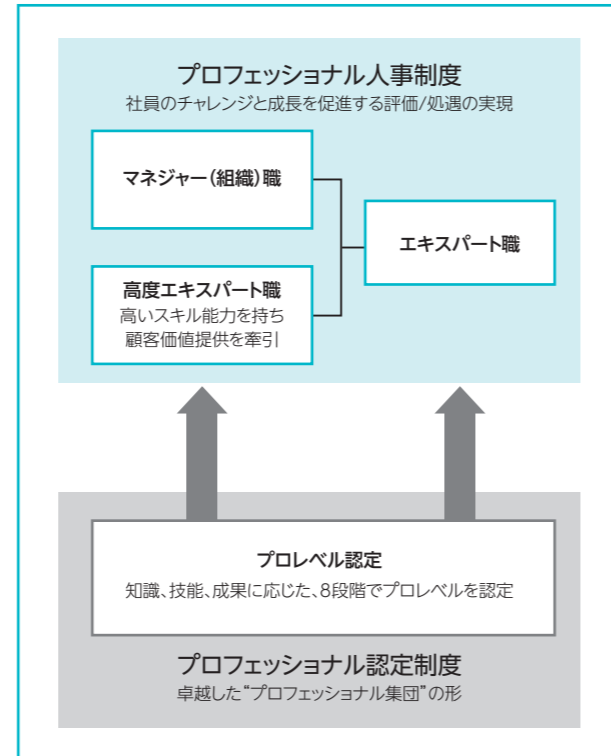 プロフェッショナル人事制度
社員のチャレンジと成長を促進する評価/処遇の実現
マネジャー(組織)職
エキスパート職
高度エキスパート職
高いスキル能力を持ち
顧客価値提供を牽引
プロレベル認定
知識、技能、成果に応じた、8段階でプロレベルを認定
プロフェッショナル認定制度
卓越した“プロフェッショナル集団”の形